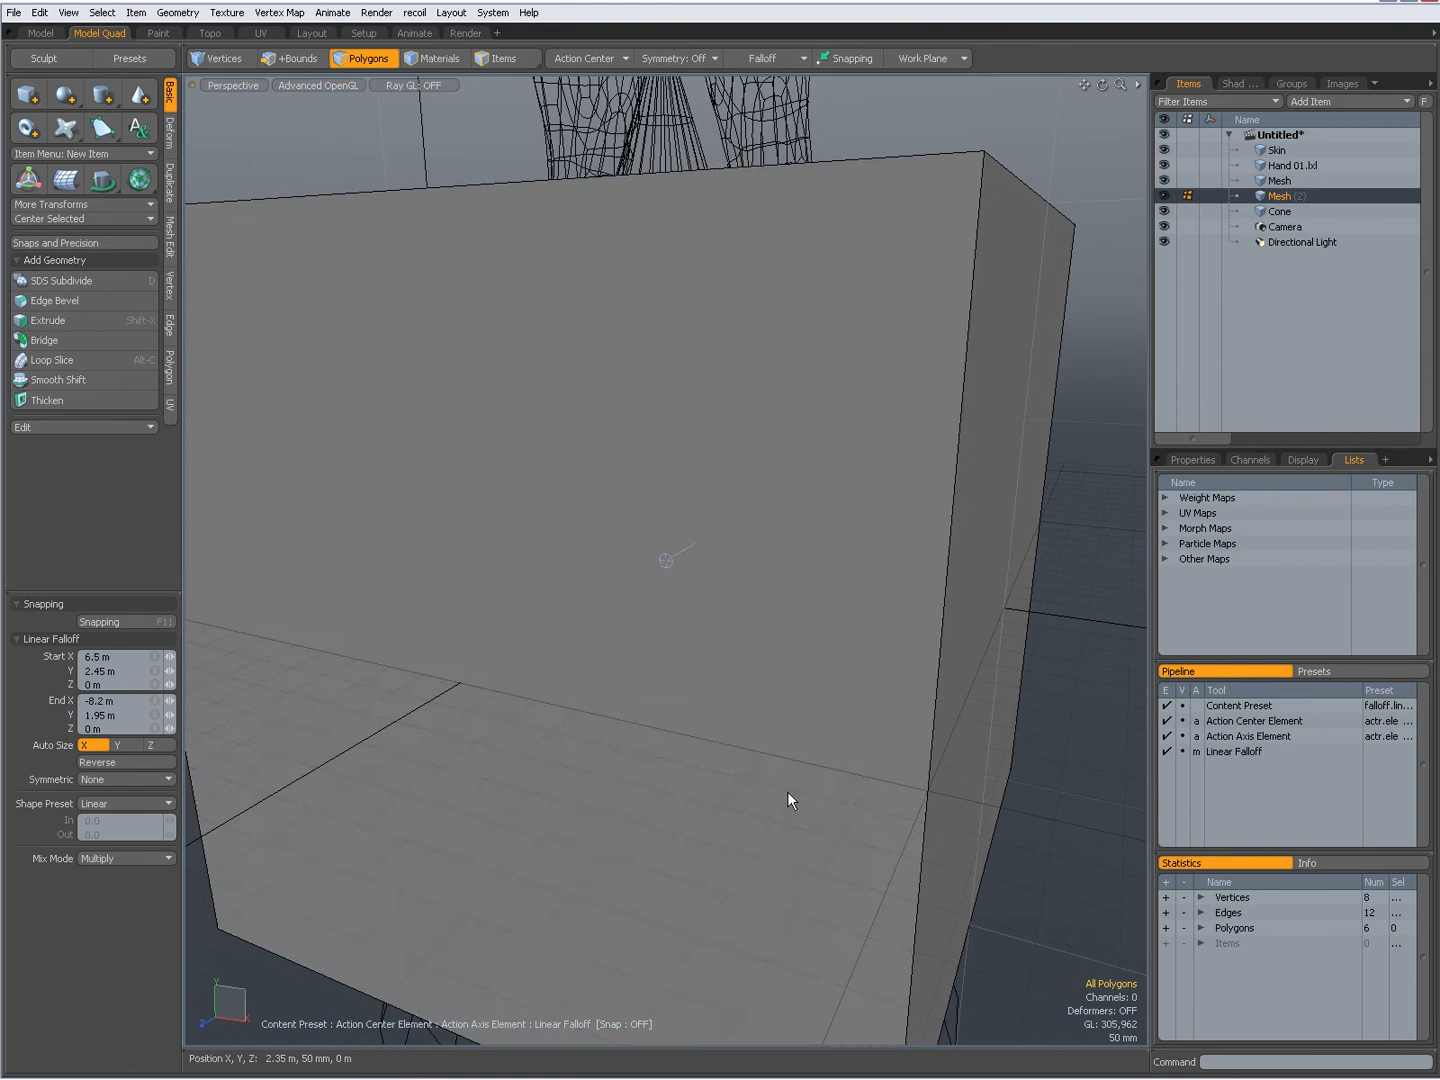 File Edit View Select Item Geometry Texture Vertex Map Animate Render recoil Layout System Help
Model Model Quad Paint Topo UV Layout Setup Animate Render +
Sculpt Presets Vertices +Bounds Polygons Materials Items Action Center Symmetry: Off Falloff Snapping Work Plane
Perspective Advanced OpenGL Ray GL: OFF
Basic
Deform
Duplicate
Mesh Edit
Vertex
Edge
Polygon
UV
Item Menu: New Item
More Transforms
Center Selected
Snaps and Precision
Add Geometry
SDS Subdivide D
Edge Bevel
Extrude Shift-X
Bridge
Loop Slice Alt-C
Smooth Shift
Thicken
Edit
Snapping
Snapping F11
Linear Falloff
Start X 6.5 m
Y 2.45 m
Z 0 m
End X -8.2 m
Y 1.95 m
Z 0 m
Auto Size X Y Z
Reverse
Symmetric None
Shape Preset Linear
In 0.0
Out 0.0
Mix Mode Multiply
Y
X
Z
Content Preset : Action Center Element : Action Axis Element : Linear Falloff [Snap : OFF]
All Polygons
Channels: 0
Deformers: OFF
GL: 305,962
50 mm
Position X, Y, Z: 2.35 m, 50 mm, 0 m
Items Shad ... Groups Images
Filter Items Add Item F
Name
Untitled*
Skin
Hand 01.lxl
Mesh
Mesh (2)
Cone
Camera
Directional Light
Properties Channels Display Lists +
Name Type
Weight Maps
UV Maps
Morph Maps
Particle Maps
Other Maps
Pipeline Presets
E V A Tool Preset
Content Preset falloff.lin...
a Action Center Element actr.ele ...
a Action Axis Element actr.ele ...
m Linear Falloff
Statistics Info
+ - Name Num Sel
+ - Vertices 8 ...
+ - Edges 12 ...
+ - Polygons 6 0
+ - Items 0 ...
Command